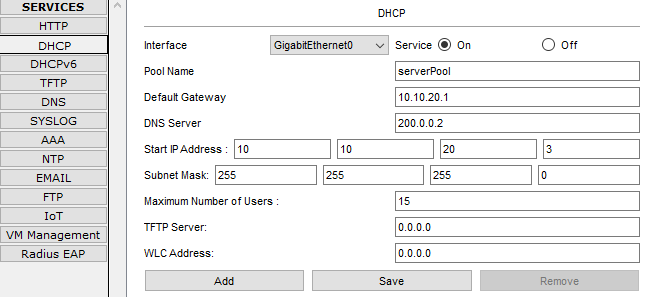 SERVICES
HTTP
DHCP
DHCPv6
TFTP
DNS
SYSLOG
AAA
NTP
EMAIL
FTP
IoT
VM Management
Radius EAP
DHCP
Interface GigabitEthernet0 Service On Off
Pool Name serverPool
Default Gateway 10.10.20.1
DNS Server 200.0.0.2
Start IP Address : 10 10 20 3
Subnet Mask: 255 255 255 0
Maximum Number of Users : 15
TFTP Server: 0.0.0.0
WLC Address: 0.0.0.0
Add Save Remove